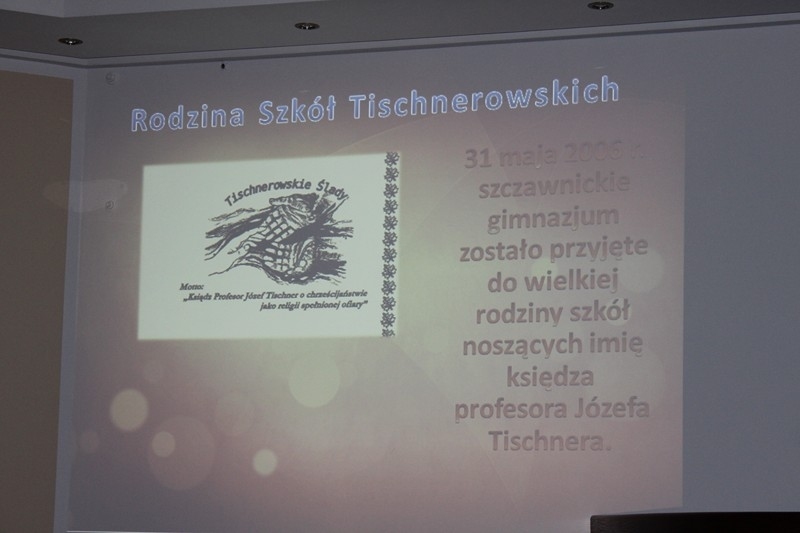 Rodzina Szkół Tischnerowskich
Tischnerowskie Ślady
Motto:
„Ksiądz Profesor Józef Tischner o chrześcijaństwie
jako religii spełnionej ofiary”
31 maja 2006 r.
szczawnickie
gimnazjum
zostało przyjęte
do wielkiej
rodziny szkół
noszących imię
księdza
profesora Józefa
Tischnera.